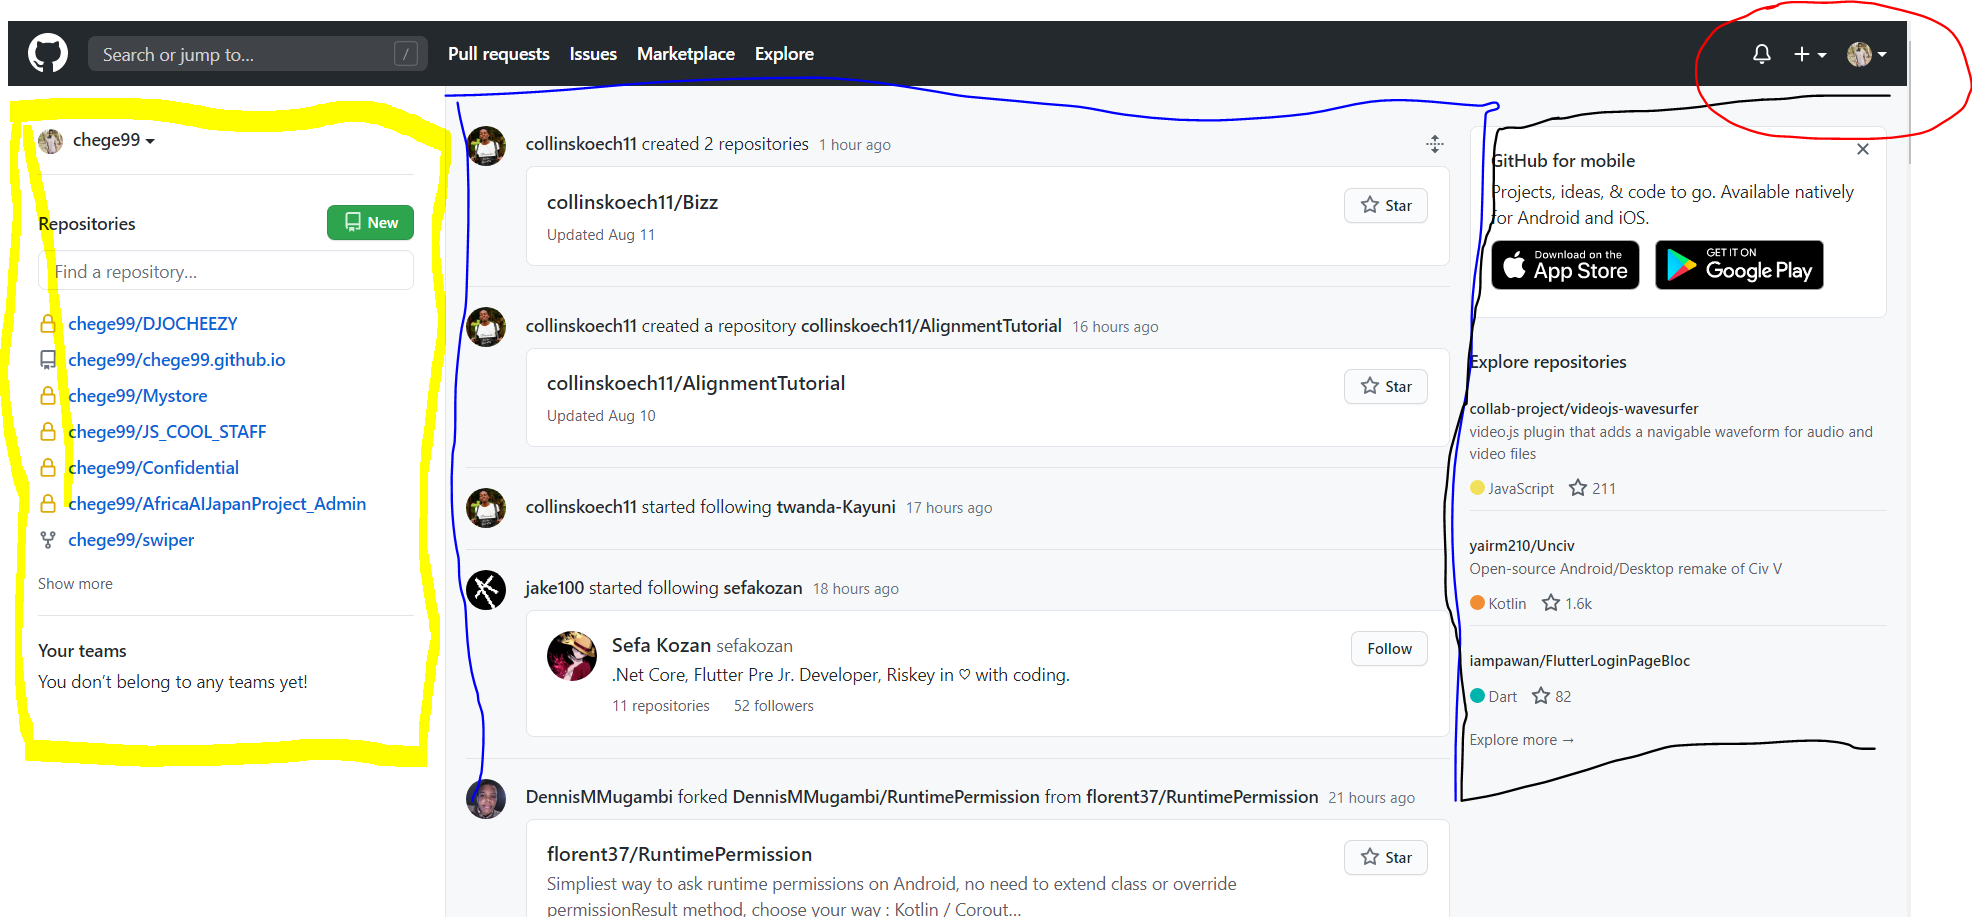 Search or jump to... /
Pull requests Issues Marketplace Explore
chege99
Repositories
New
Find a repository...
chege99/DJOCHEEZY
chege99/chege99.github.io
chege99/Mystore
chege99/JS_COOL_STAFF
chege99/Confidential
chege99/AfricaAIJapanProject_Admin
chege99/swiper
Show more
Your teams
You don’t belong to any teams yet!
collinskoech11 created 2 repositories 1 hour ago
collinskoech11/Bizz
Star
Updated Aug 11
collinskoech11 created a repository collinskoech11/AlignmentTutorial 16 hours ago
collinskoech11/AlignmentTutorial
Star
Updated Aug 10
collinskoech11 started following twanda-Kayuni 17 hours ago
jake100 started following sefakozan 18 hours ago
Sefa Kozan sefakozan
Follow
.Net Core, Flutter Pre Jr. Developer, Riskey in ♡ with coding.
11 repositories 52 followers
DennisMMugambi forked DennisMMugambi/RuntimePermission from florent37/RuntimePermission 21 hours ago
florent37/RuntimePermission
Star
Simpliest way to ask runtime permissions on Android, no need to extend class or override
permissionResult method, choose your way : Kotlin / Corout...
GitHub for mobile
Projects, ideas, & code to go. Available natively
for Android and iOS.
Download on the
App Store
GET IT ON
Google Play
Explore repositories
collab-project/videojs-wavesurfer
video.js plugin that adds a navigable waveform for audio and
video files
JavaScript 211
yairm210/Unciv
Open-source Android/Desktop remake of Civ V
Kotlin 1.6k
iampawan/FlutterLoginPageBloc
Dart 82
Explore more →